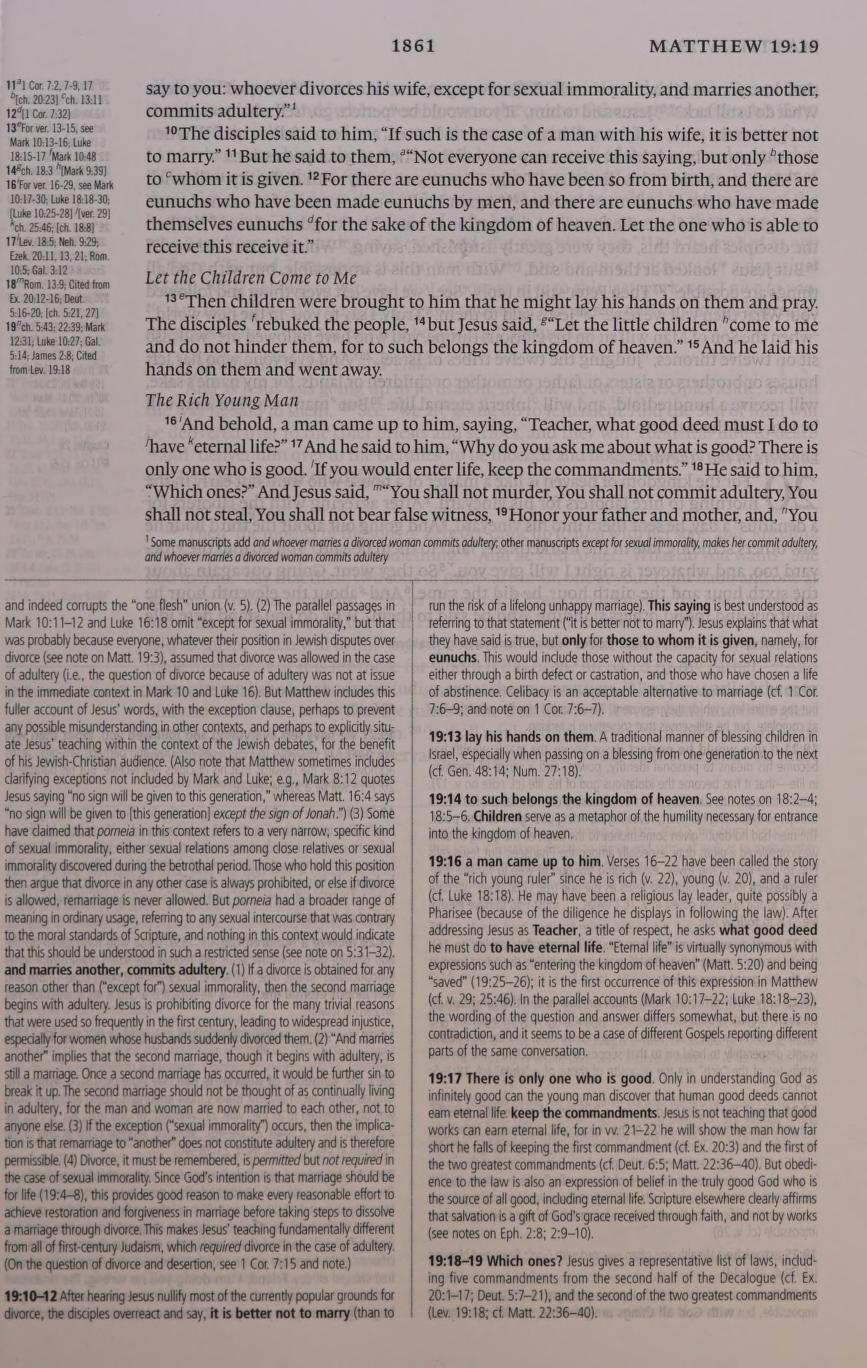 1861 MATTHEW 19:19
11ᵃ1 Cor. 7:2, 7-9, 17
ᵇ[ch. 20:23] ᶜch. 13:11
12ᵈ[1 Cor. 7:32]
13ᵉFor ver. 13-15, see
Mark 10:13-16; Luke
18:15-17 ᶠMark 10:48
14ᵍch. 18:3 ʰ[Mark 9:39]
16ⁱFor ver. 16-29, see Mark
10:17-30; Luke 18:18-30;
[Luke 10:25-28] ʲ[ver. 29]
ᵏch. 25:46; [ch. 18:8]
17ˡLev. 18:5; Neh. 9:29;
Ezek. 20:11, 13, 21; Rom.
10:5; Gal. 3:12
18ᵐRom. 13:9; Cited from
Ex. 20:12-16; Deut.
5:16-20; [ch. 5:21, 27]
19ⁿch. 5:43; 22:39; Mark
12:31; Luke 10:27; Gal.
5:14; James 2:8; Cited
from Lev. 19:18
say to you: whoever divorces his wife, except for sexual immorality, and marries another,
commits adultery.”¹
¹⁰The disciples said to him, “If such is the case of a man with his wife, it is better not
to marry.” ¹¹But he said to them, ᵃ“Not everyone can receive this saying, but only ᵇthose
to ᶜwhom it is given. ¹²For there are eunuchs who have been so from birth, and there are
eunuchs who have been made eunuchs by men, and there are eunuchs who have made
themselves eunuchs ᵈfor the sake of the kingdom of heaven. Let the one who is able to
receive this receive it.”
Let the Children Come to Me
¹³ᵉThen children were brought to him that he might lay his hands on them and pray.
The disciples ᶠrebuked the people, ¹⁴but Jesus said, ᵍ“Let the little children ʰcome to me
and do not hinder them, for to such belongs the kingdom of heaven.” ¹⁵And he laid his
hands on them and went away.
The Rich Young Man
¹⁶ⁱAnd behold, a man came up to him, saying, “Teacher, what good deed must I do to
ʲhave ᵏeternal life?” ¹⁷And he said to him, “Why do you ask me about what is good? There is
only one who is good. ˡIf you would enter life, keep the commandments.” ¹⁸He said to him,
“Which ones?” And Jesus said, ᵐ“You shall not murder, You shall not commit adultery, You
shall not steal, You shall not bear false witness, ¹⁹Honor your father and mother, and, ⁿYou
¹ Some manuscripts add and whoever marries a divorced woman commits adultery; other manuscripts except for sexual immorality, makes her commit adultery,
and whoever marries a divorced woman commits adultery
and indeed corrupts the “one flesh” union (v. 5). (2) The parallel passages in
Mark 10:11–12 and Luke 16:18 omit “except for sexual immorality,” but that
was probably because everyone, whatever their position in Jewish disputes over
divorce (see note on Matt. 19:3), assumed that divorce was allowed in the case
of adultery (i.e., the question of divorce because of adultery was not at issue
in the immediate context in Mark 10 and Luke 16). But Matthew includes this
fuller account of Jesus’ words, with the exception clause, perhaps to prevent
any possible misunderstanding in other contexts, and perhaps to explicitly situ-
ate Jesus’ teaching within the context of the Jewish debates, for the benefit
of his Jewish-Christian audience. (Also note that Matthew sometimes includes
clarifying exceptions not included by Mark and Luke; e.g., Mark 8:12 quotes
Jesus saying “no sign will be given to this generation,” whereas Matt. 16:4 says
“no sign will be given to [this generation] except the sign of Jonah.”) (3) Some
have claimed that porneia in this context refers to a very narrow, specific kind
of sexual immorality, either sexual relations among close relatives or sexual
immorality discovered during the betrothal period. Those who hold this position
then argue that divorce in any other case is always prohibited, or else if divorce
is allowed, remarriage is never allowed. But porneia had a broader range of
meaning in ordinary usage, referring to any sexual intercourse that was contrary
to the moral standards of Scripture, and nothing in this context would indicate
that this should be understood in such a restricted sense (see note on 5:31–32).
and marries another, commits adultery. (1) If a divorce is obtained for any
reason other than (“except for”) sexual immorality, then the second marriage
begins with adultery. Jesus is prohibiting divorce for the many trivial reasons
that were used so frequently in the first century, leading to widespread injustice,
especially for women whose husbands suddenly divorced them. (2) “And marries
another” implies that the second marriage, though it begins with adultery, is
still a marriage. Once a second marriage has occurred, it would be further sin to
break it up. The second marriage should not be thought of as continually living
in adultery, for the man and woman are now married to each other, not to
anyone else. (3) If the exception (“sexual immorality”) occurs, then the implica-
tion is that remarriage to “another” does not constitute adultery and is therefore
permissible. (4) Divorce, it must be remembered, is permitted but not required in
the case of sexual immorality. Since God’s intention is that marriage should be
for life (19:4–8), this provides good reason to make every reasonable effort to
achieve restoration and forgiveness in marriage before taking steps to dissolve
a marriage through divorce. This makes Jesus’ teaching fundamentally different
from all of first-century Judaism, which required divorce in the case of adultery.
(On the question of divorce and desertion, see 1 Cor. 7:15 and note.)
19:10–12 After hearing Jesus nullify most of the currently popular grounds for
divorce, the disciples overreact and say, it is better not to marry (than to
run the risk of a lifelong unhappy marriage). This saying is best understood as
referring to that statement (“it is better not to marry”). Jesus explains that what
they have said is true, but only for those to whom it is given, namely, for
eunuchs. This would include those without the capacity for sexual relations
either through a birth defect or castration, and those who have chosen a life
of abstinence. Celibacy is an acceptable alternative to marriage (cf. 1 Cor.
7:6–9; and note on 1 Cor. 7:6–7).
19:13 lay his hands on them. A traditional manner of blessing children in
Israel, especially when passing on a blessing from one generation to the next
(cf. Gen. 48:14; Num. 27:18).
19:14 to such belongs the kingdom of heaven. See notes on 18:2–4;
18:5–6. Children serve as a metaphor of the humility necessary for entrance
into the kingdom of heaven.
19:16 a man came up to him. Verses 16–22 have been called the story
of the “rich young ruler” since he is rich (v. 22), young (v. 20), and a ruler
(cf. Luke 18:18). He may have been a religious lay leader, quite possibly a
Pharisee (because of the diligence he displays in following the law). After
addressing Jesus as Teacher, a title of respect, he asks what good deed
he must do to have eternal life. “Eternal life” is virtually synonymous with
expressions such as “entering the kingdom of heaven” (Matt. 5:20) and being
“saved” (19:25–26); it is the first occurrence of this expression in Matthew
(cf. v. 29; 25:46). In the parallel accounts (Mark 10:17–22; Luke 18:18–23),
the wording of the question and answer differs somewhat, but there is no
contradiction, and it seems to be a case of different Gospels reporting different
parts of the same conversation.
19:17 There is only one who is good. Only in understanding God as
infinitely good can the young man discover that human good deeds cannot
earn eternal life. keep the commandments. Jesus is not teaching that good
works can earn eternal life, for in vv. 21–22 he will show the man how far
short he falls of keeping the first commandment (cf. Ex. 20:3) and the first of
the two greatest commandments (cf. Deut. 6:5; Matt. 22:36–40). But obedi-
ence to the law is also an expression of belief in the truly good God who is
the source of all good, including eternal life. Scripture elsewhere clearly affirms
that salvation is a gift of God’s grace received through faith, and not by works
(see notes on Eph. 2:8; 2:9–10).
19:18–19 Which ones? Jesus gives a representative list of laws, includ-
ing five commandments from the second half of the Decalogue (cf. Ex.
20:1–17; Deut. 5:7–21), and the second of the two greatest commandments
(Lev. 19:18; cf. Matt. 22:36–40).